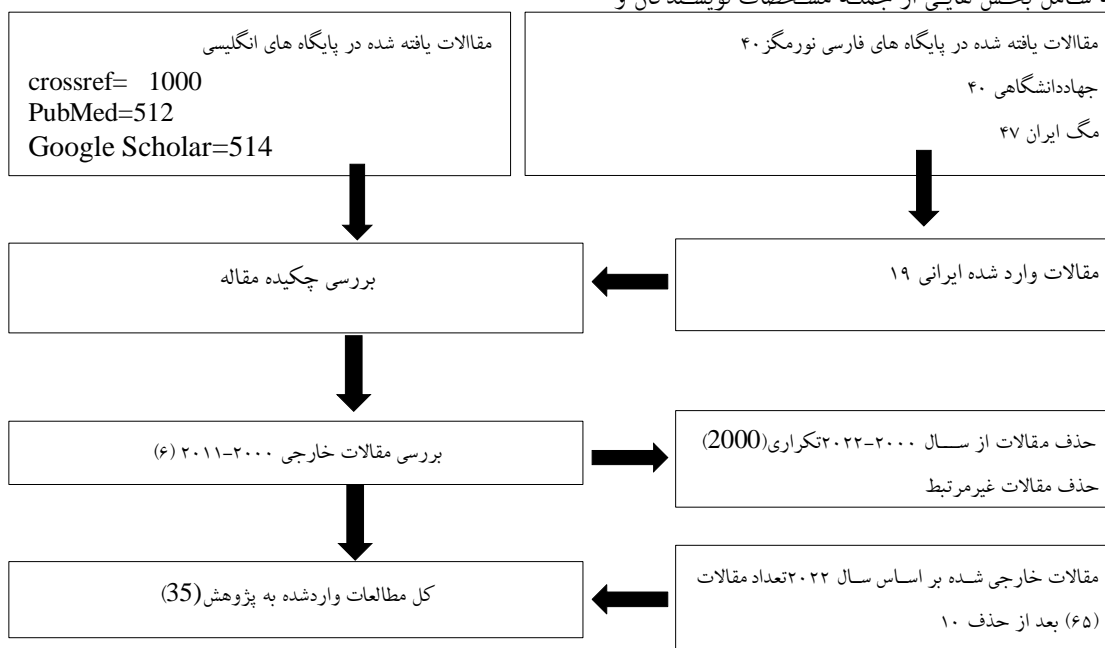 مقاالات یافته شده در پایگاه های فارسی نورمگز ۴۰
جهاددانشگاهی ۴۰
مگ ایران ۴۷
مقاالات یافته شده در پایگاه های انگلیسی
crossref= 1000
PubMed=512
Google Scholar=514
مقالات وارد شده ایرانی ۱۹
بررسی چکیده مقاله
بررسی مقالات خارجی ۲۰۰۰-۲۰۱۱ (۶)
حذف مقالات از سال ۲۰۰۰-۲۰۲۲تکراری(2000)
حذف مقالات غیرمرتبط
مقالات خارجی شده بر اساس سال ۲۰۲۲تعداد مقالات
(۶۵) بعد از حذف ۱۰
کل مطالعات واردشده به پژوهش(35)